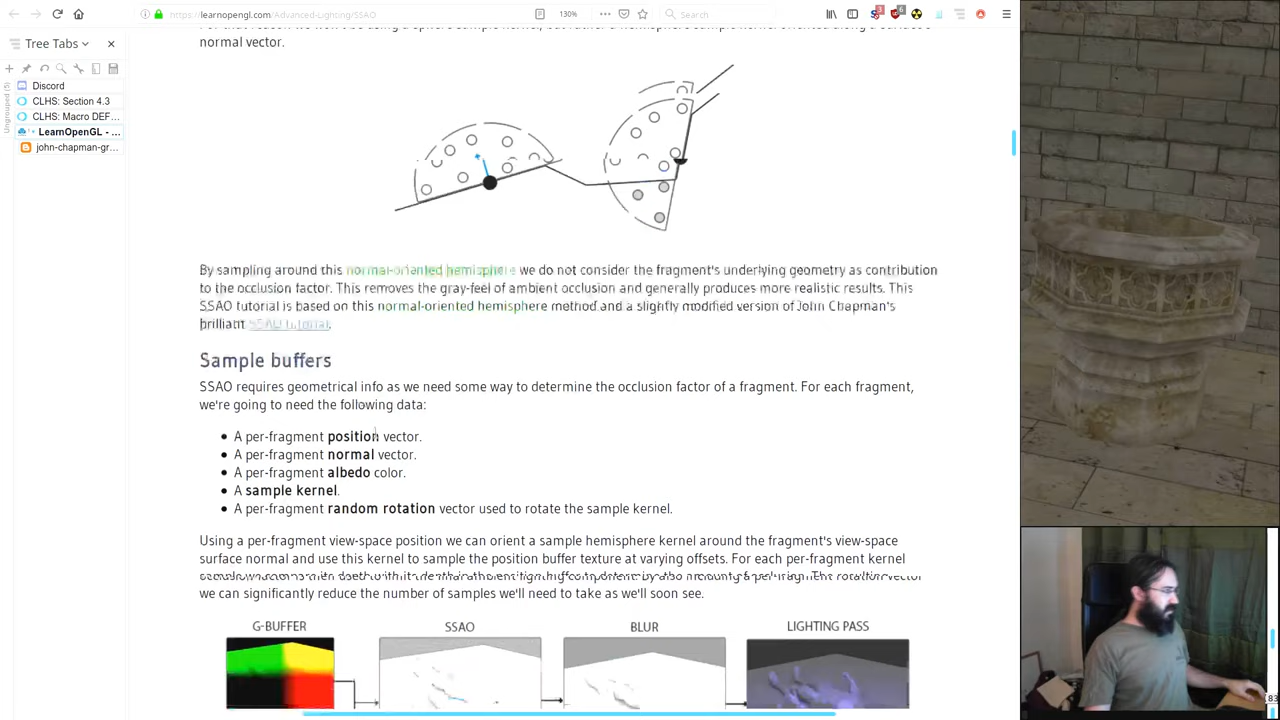 https://learnopengl.com/Advanced-Lighting/SSAO
130%
Search
3
6
Tree Tabs
Ungrouped (5)
Discord
CLHS: Section 4.3
CLHS: Macro DEF...
LearnOpenGL - ...
john-chapman-gr...
normal vector.
By sampling around this normal-oriented hemisphere we do not consider the fragment's underlying geometry as contribution
to the occlusion factor. This removes the gray-feel of ambient occlusion and generally produces more realistic results. This
SSAO tutorial is based on this normal-oriented hemisphere method and a slightly modified version of John Chapman's
brilliant SSAO tutorial.
Sample buffers
SSAO requires geometrical info as we need some way to determine the occlusion factor of a fragment. For each fragment,
we're going to need the following data:
A per-fragment position vector.
A per-fragment normal vector.
A per-fragment albedo color.
A sample kernel.
A per-fragment random rotation vector used to rotate the sample kernel.
Using a per-fragment view-space position we can orient a sample hemisphere kernel around the fragment's view-space
surface normal and use this kernel to sample the position buffer texture at varying offsets. For each per-fragment kernel
we can significantly reduce the number of samples we'll need to take as we'll soon see.
G-BUFFER SSAO BLUR LIGHTING PASS
83